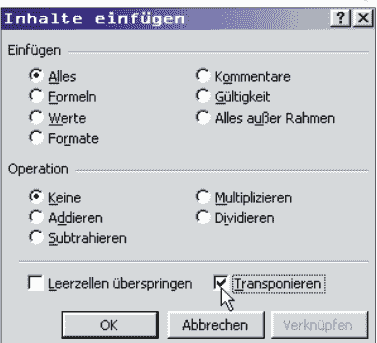 Inhalte einfügen
Einfügen
Alles
Kommentare
Formeln
Gültigkeit
Werte
Alles außer Rahmen
Formate
Operation
Keine
Multiplizieren
Addieren
Dividieren
Subtrahieren
Leerzellen überspringen
Transponieren
OK
Abbrechen
Verknüpfen